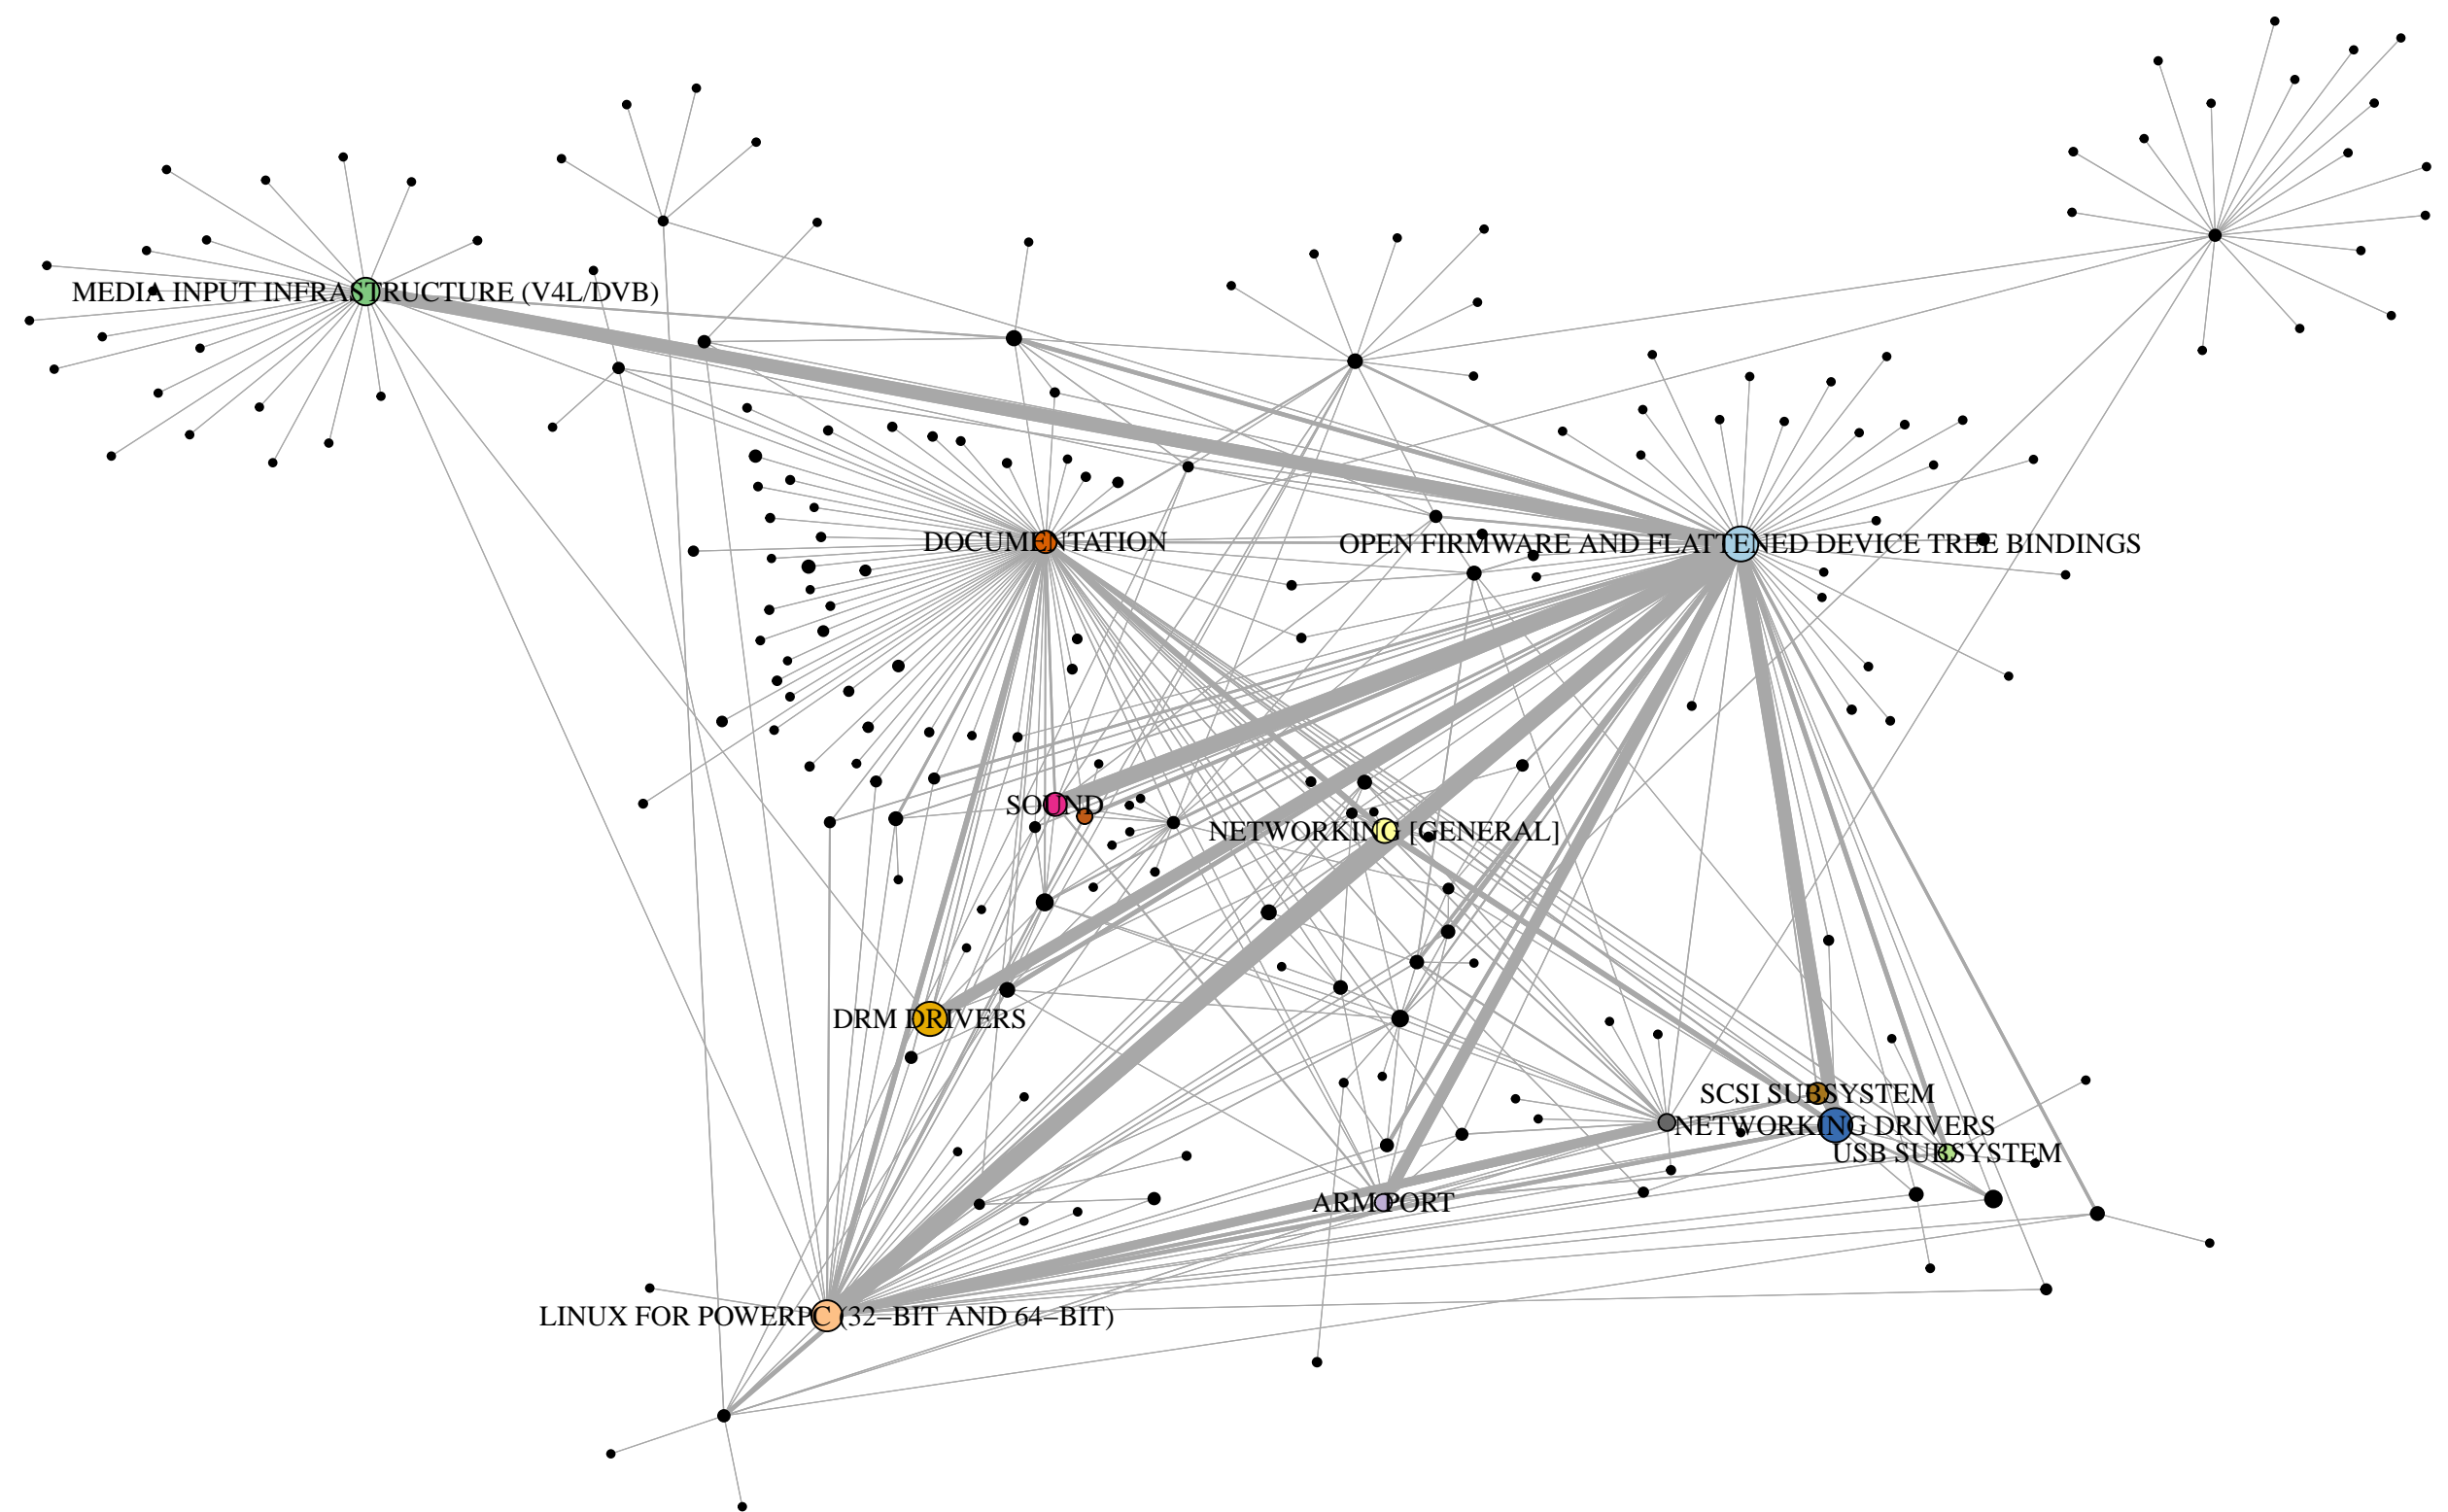 MEDIA INPUT INFRASTRUCTURE (V4L/DVB)
DOCUMENTATION
OPEN FIRMWARE AND FLATTENED DEVICE TREE BINDINGS
SOUND
NETWORKING [GENERAL]
DRM DRIVERS
SCSI SUBSYSTEM
NETWORKING DRIVERS
USB SUBSYSTEM
ARM PORT
LINUX FOR POWERPC (32−BIT AND 64−BIT)